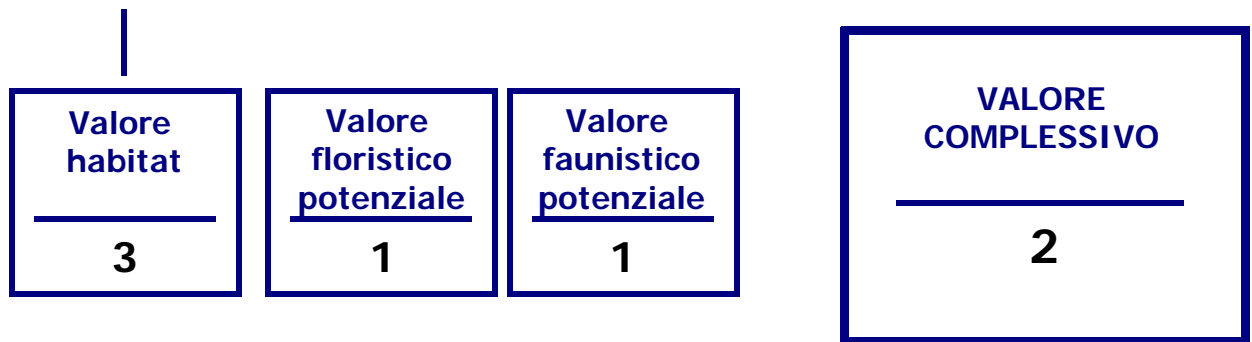 Valore
habitat
3
Valore
floristico
potenziale
1
Valore
faunistico
potenziale
1
VALORE
COMPLESSIVO
2